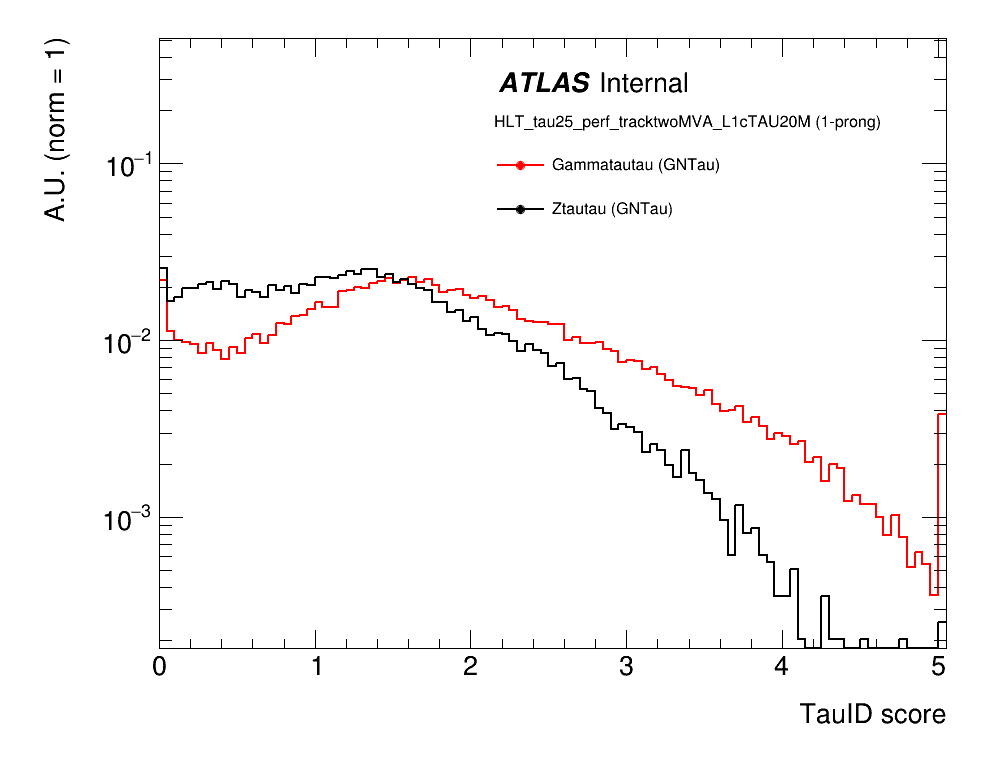 A.U. (norm = 1)
ATLAS Internal
HLT_tau25_perf_tracktwoMVA_L1cTAU20M (1-prong)
Gammatautau (GNTau)
Ztautau (GNTau)
10⁻¹
10⁻²
10⁻³
0 1 2 3 4 5
TauID score